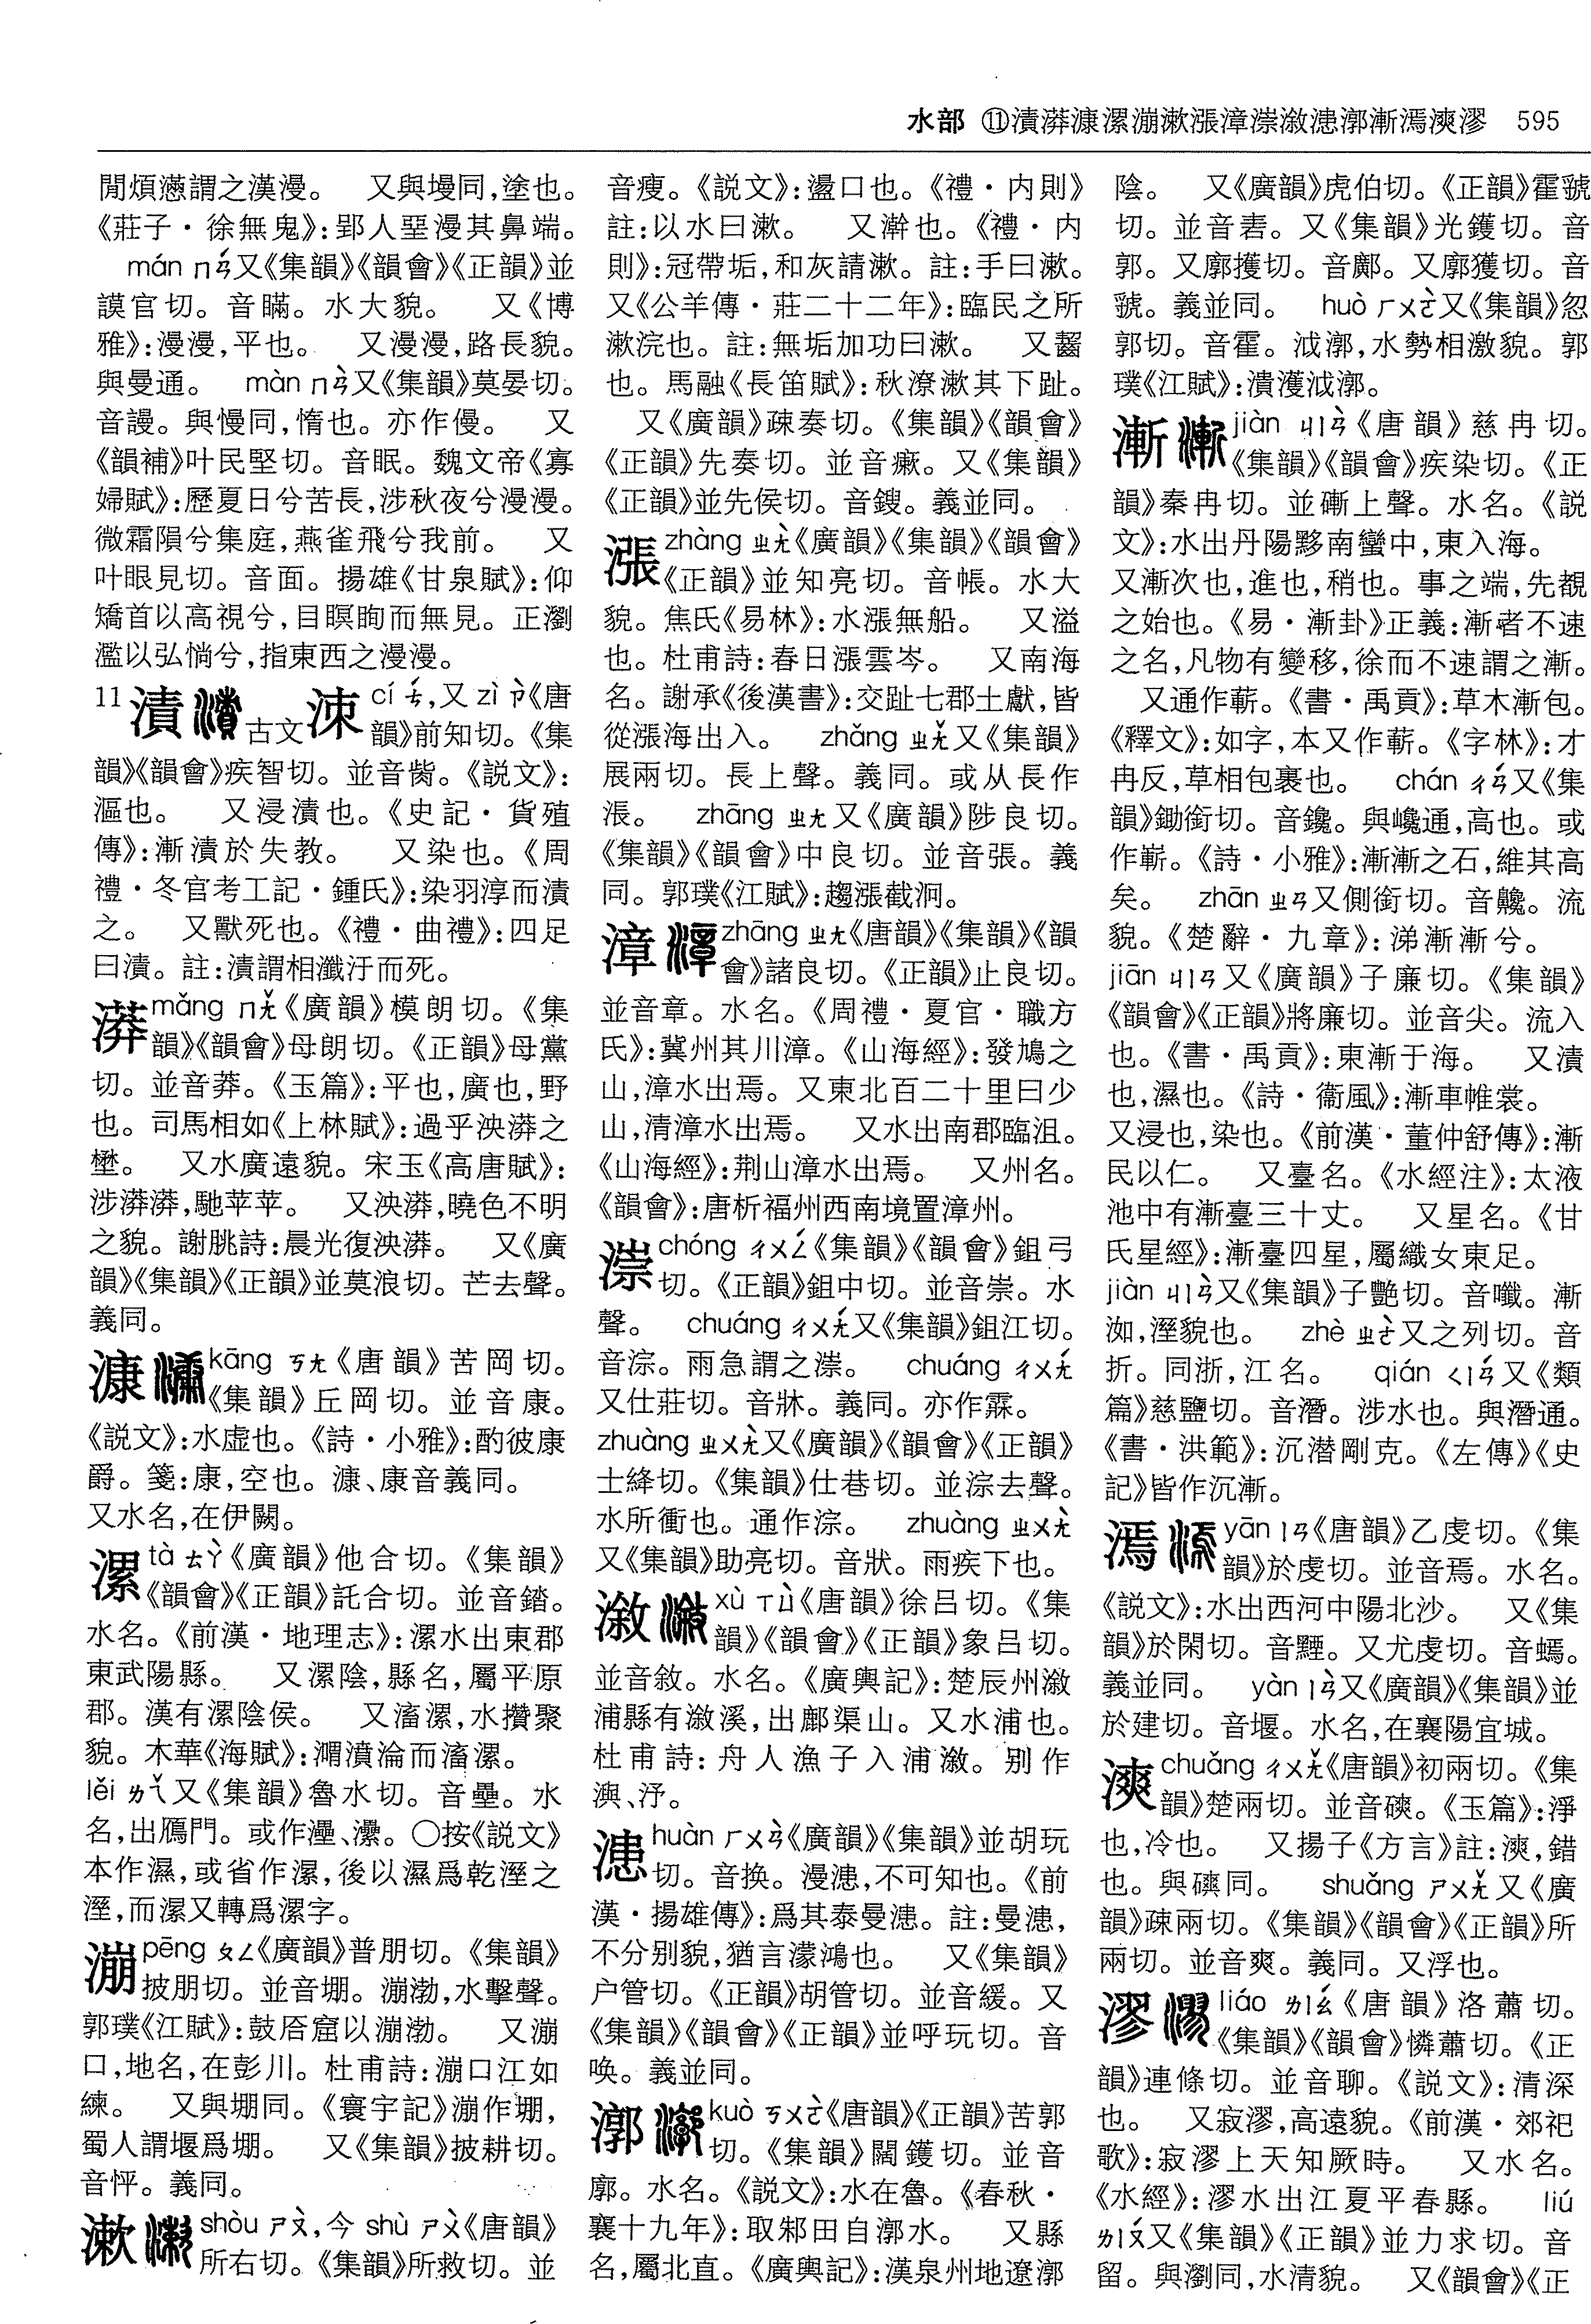 水部 ⑪漬漭漮漯漰漱漲漳漴漵漶漷漸漹漺漻 595
閒煩懣謂之漢漫。 又與墁同,塗也。
《莊子·徐無鬼》:郢人堊漫其鼻端。
mán ㄇㄢˊ又《集韻》《韻會》《正韻》並
謨官切。音瞞。水大貌。 又《博
雅》:漫漫,平也。 又漫漫,路長貌。
與曼通。 màn ㄇㄢˋ又《集韻》莫晏切。
音謾。與慢同,惰也。亦作僈。 又
《韻補》叶民堅切。音眠。魏文帝《寡
婦賦》:歷夏日兮苦長,涉秋夜兮漫漫。
微霜隕兮集庭,燕雀飛兮我前。 又
叶眼見切。音面。揚雄《甘泉賦》:仰
矯首以高視兮,目瞑眴而無見。正瀏
濫以弘惝兮,指東西之漫漫。
11 漬 古文 涑 cí ㄘˊ,又 zì ㄗˋ《唐
韻》前知切。《集
韻》《韻會》疾智切。並音胔。《説文》:
漚也。 又浸漬也。《史記·貨殖
傳》:漸漬於失教。 又染也。《周
禮·冬官考工記·鍾氏》:染羽淳而漬
之。 又獸死也。《禮·曲禮》:四足
曰漬。註:漬謂相瀸汙而死。
漭 mǎng ㄇㄤˇ《廣韻》模朗切。《集
韻》《韻會》母朗切。《正韻》母黨
切。並音莽。《玉篇》:平也,廣也,野
也。司馬相如《上林賦》:過乎泱漭之
壄。 又水廣遠貌。宋玉《高唐賦》:
涉漭漭,馳苹苹。 又泱漭,曉色不明
之貌。謝朓詩:晨光復泱漭。 又《廣
韻》《集韻》《正韻》並莫浪切。芒去聲。
義同。
漮 kāng ㄎㄤ《唐韻》苦岡切。
《集韻》丘岡切。並音康。
《説文》:水虚也。《詩·小雅》:酌彼康
爵。箋:康,空也。漮、康音義同。
又水名,在伊闕。
漯 tà ㄊㄚˋ《廣韻》他合切。《集韻》
《韻會》《正韻》託合切。並音錔。
水名。《前漢·地理志》:漯水出東郡
東武陽縣。 又漯陰,縣名,屬平原
郡。漢有漯陰侯。 又滀漯,水攢聚
貌。木華《海賦》:渭濆淪而滀漯。
lěi ㄌㄟˇ又《集韻》魯水切。音壘。水
名,出鴈門。或作灅、灢。〇按《説文》
本作濕,或省作漯,後以濕爲乾溼之
溼,而漯又轉爲漯字。
漰 pēng ㄆㄥ《廣韻》普朋切。《集韻》
披朋切。並音堋。漰渤,水擊聲。
郭璞《江賦》:鼓㕆窟以漰渤。 又漰
口,地名,在彭川。杜甫詩:漰口江如
練。 又與堋同。《寰宇記》漰作堋,
蜀人謂堰爲堋。 又《集韻》披耕切。
音怦。義同。
漱 shòu ㄕㄡˋ,今 shù ㄕㄨˋ《唐韻》
所右切。《集韻》所救切。並
音瘦。《説文》:盪口也。《禮·内則》
註:以水曰漱。 又澣也。《禮·内
則》:冠帶垢,和灰請漱。註:手曰漱。
又《公羊傳·莊二十二年》:臨民之所
漱浣也。註:無垢加功曰漱。 又齧
也。馬融《長笛賦》:秋潦漱其下趾。
又《廣韻》疎奏切。《集韻》《韻會》
《正韻》先奏切。並音瘷。又《集韻》
《正韻》並先侯切。音鎪。義並同。
漲 zhàng ㄓㄤˋ《廣韻》《集韻》《韻會》
《正韻》並知亮切。音帳。水大
貌。焦氏《易林》:水漲無船。 又溢
也。杜甫詩:春日漲雲岑。 又南海
名。謝承《後漢書》:交趾七郡土獻,皆
從漲海出入。 zhǎng ㄓㄤˇ又《集韻》
展兩切。長上聲。義同。或从長作
涱。 zhāng ㄓㄤ又《廣韻》陟良切。
《集韻》《韻會》中良切。並音張。義
同。郭璞《江賦》:趨漲截洞。
漳 zhāng ㄓㄤ《唐韻》《集韻》《韻
會》諸良切。《正韻》止良切。
並音章。水名。《周禮·夏官·職方
氏》:冀州其川漳。《山海經》:發鳩之
山,漳水出焉。又東北百二十里曰少
山,清漳水出焉。 又水出南郡臨沮。
《山海經》:荆山漳水出焉。 又州名。
《韻會》:唐析福州西南境置漳州。
漴 chóng ㄔㄨㄥˊ《集韻》《韻會》鉏弓
切。《正韻》鉏中切。並音崇。水
聲。 chuáng ㄔㄨㄤˊ又《集韻》鉏江切。
音淙。雨急謂之漴。 chuáng ㄔㄨㄤˊ
又仕莊切。音牀。義同。亦作霖。
zhuàng ㄓㄨㄤˋ又《廣韻》《韻會》《正韻》
士絳切。《集韻》仕巷切。並淙去聲。
水所衝也。通作淙。 zhuàng ㄓㄨㄤˋ
又《集韻》助亮切。音狀。雨疾下也。
漵 xù ㄒㄩˋ《唐韻》徐吕切。《集
韻》《韻會》《正韻》象吕切。
並音敘。水名。《廣輿記》:楚辰州漵
浦縣有漵溪,出鄜渠山。又水浦也。
杜甫詩:舟人漁子入浦漵。别作
澳、汿。
漶 huàn ㄏㄨㄢˋ《廣韻》《集韻》並胡玩
切。音换。漫漶,不可知也。《前
漢·揚雄傳》:爲其泰曼漶。註:曼漶,
不分别貌,猶言濛鴻也。 又《集韻》
户管切。《正韻》胡管切。並音緩。又
《集韻》《韻會》《正韻》並呼玩切。音
唤。義並同。
漷 kuò ㄎㄨㄛˋ《唐韻》《正韻》苦郭
切。《集韻》闊鑊切。並音
廓。水名。《説文》:水在魯。《春秋·
襄十九年》:取邾田自漷水。 又縣
名,屬北直。《廣輿記》:漢泉州地遼漷
陰。 又《廣韻》虎伯切。《正韻》霍虢
切。並音砉。又《集韻》光鑊切。音
郭。又廓擭切。音鄺。又廓獲切。音
虢。義並同。 huò ㄏㄨㄛˋ又《集韻》忽
郭切。音霍。泧漷,水勢相激貌。郭
璞《江賦》:潰濩泧漷。
漸 jiàn ㄐㄧㄢˋ《唐韻》慈冉切。
《集韻》《韻會》疾染切。《正
韻》秦冉切。並磛上聲。水名。《説
文》:水出丹陽黟南蠻中,東入海。
又漸次也,進也,稍也。事之端,先覩
之始也。《易·漸卦》正義:漸者不速
之名,凡物有變移,徐而不速謂之漸。
又通作蔪。《書·禹貢》:草木漸包。
《釋文》:如字,本又作蔪。《字林》:才
冉反,草相包裹也。 chán ㄔㄢˊ又《集
韻》鋤銜切。音鑱。與巉通,高也。或
作嶄。《詩·小雅》:漸漸之石,維其高
矣。 zhān ㄓㄢ又側銜切。音䰾。流
貌。《楚辭·九章》:涕漸漸兮。
jiān ㄐㄧㄢ又《廣韻》子廉切。《集韻》
《韻會》《正韻》將廉切。並音尖。流入
也。《書·禹貢》:東漸于海。 又漬
也,濕也。《詩·衞風》:漸車帷裳。
又浸也,染也。《前漢·董仲舒傳》:漸
民以仁。 又臺名。《水經注》:太液
池中有漸臺三十丈。 又星名。《甘
氏星經》:漸臺四星,屬織女東足。
jiàn ㄐㄧㄢˋ又《集韻》子艷切。音㦰。漸
洳,溼貌也。 zhè ㄓㄜˋ又之列切。音
折。同浙,江名。 qián ㄑㄧㄢˊ又《類
篇》慈鹽切。音潛。涉水也。與潛通。
《書·洪範》:沉潜剛克。《左傳》《史
記》皆作沉漸。
漹 yān ㄧㄢ《唐韻》乙虔切。《集
韻》於虔切。並音焉。水名。
《説文》:水出西河中陽北沙。 又《集
韻》於閑切。音黫。又尤虔切。音蝺。
義並同。 yàn ㄧㄢˋ又《廣韻》《集韻》並
於建切。音堰。水名,在襄陽宜城。
漺 chuǎng ㄔㄨㄤˇ《唐韻》初兩切。《集
韻》楚兩切。並音磢。《玉篇》:淨
也,冷也。 又揚子《方言》註:漺,錯
也。與磢同。 shuǎng ㄕㄨㄤˇ又《廣
韻》疎兩切。《集韻》《韻會》《正韻》所
兩切。並音爽。義同。又浮也。
漻 liáo ㄌㄧㄠˊ《唐韻》洛蕭切。
《集韻》《韻會》憐蕭切。《正
韻》連條切。並音聊。《説文》:清深
也。 又寂漻,高遠貌。《前漢·郊祀
歌》:寂漻上天知厥時。 又水名。
《水經》:漻水出江夏平春縣。 liú
ㄌㄧㄡˊ又《集韻》《正韻》並力求切。音
留。與瀏同,水清貌。 又《韻會》《正